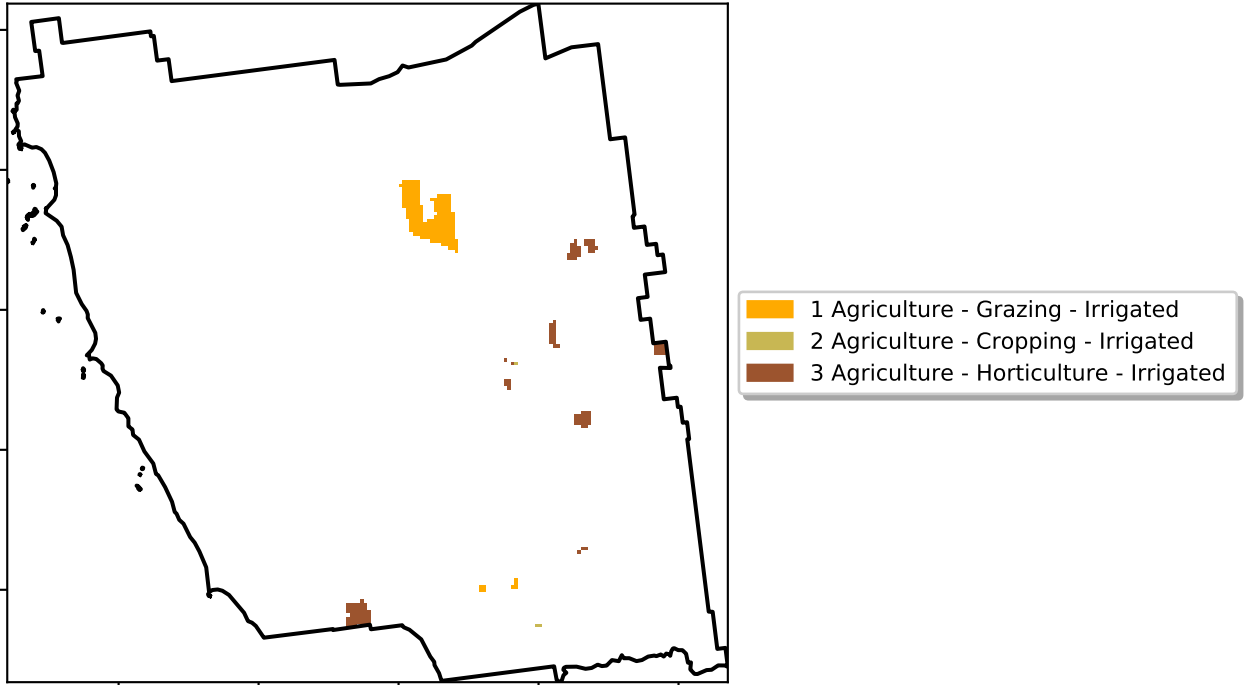 1 Agriculture - Grazing - Irrigated
2 Agriculture - Cropping - Irrigated
3 Agriculture - Horticulture - Irrigated